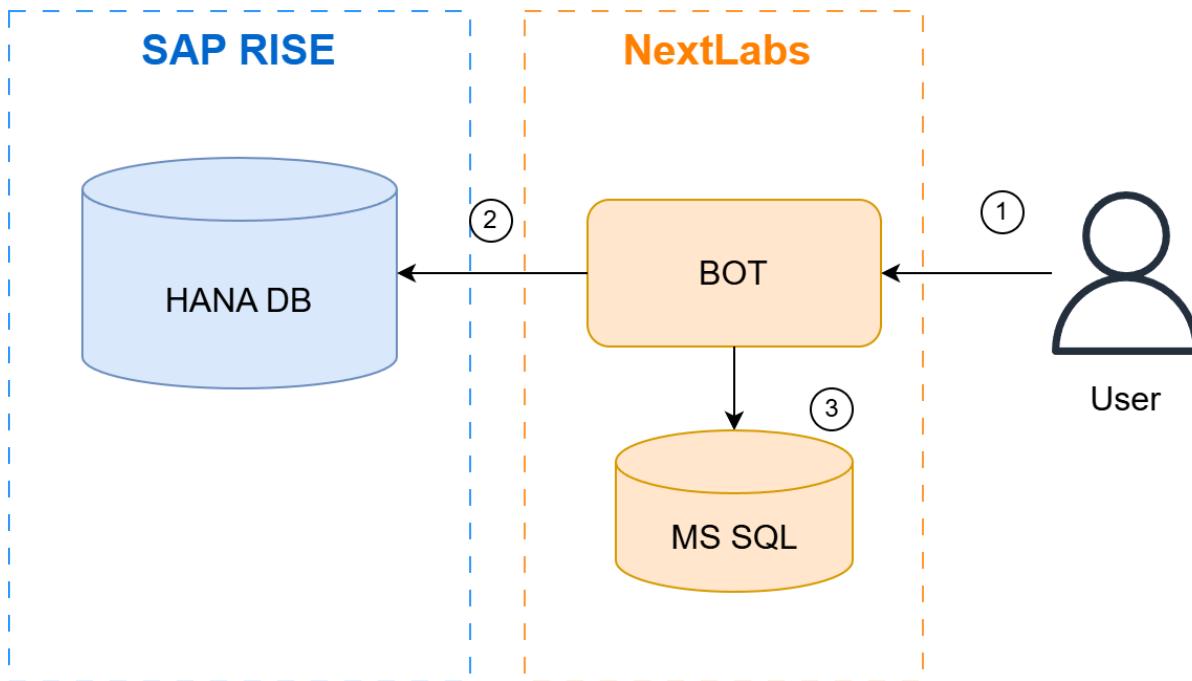 SAP RISE
NextLabs
1
2
BOT
HANA DB
3
User
MS SQL